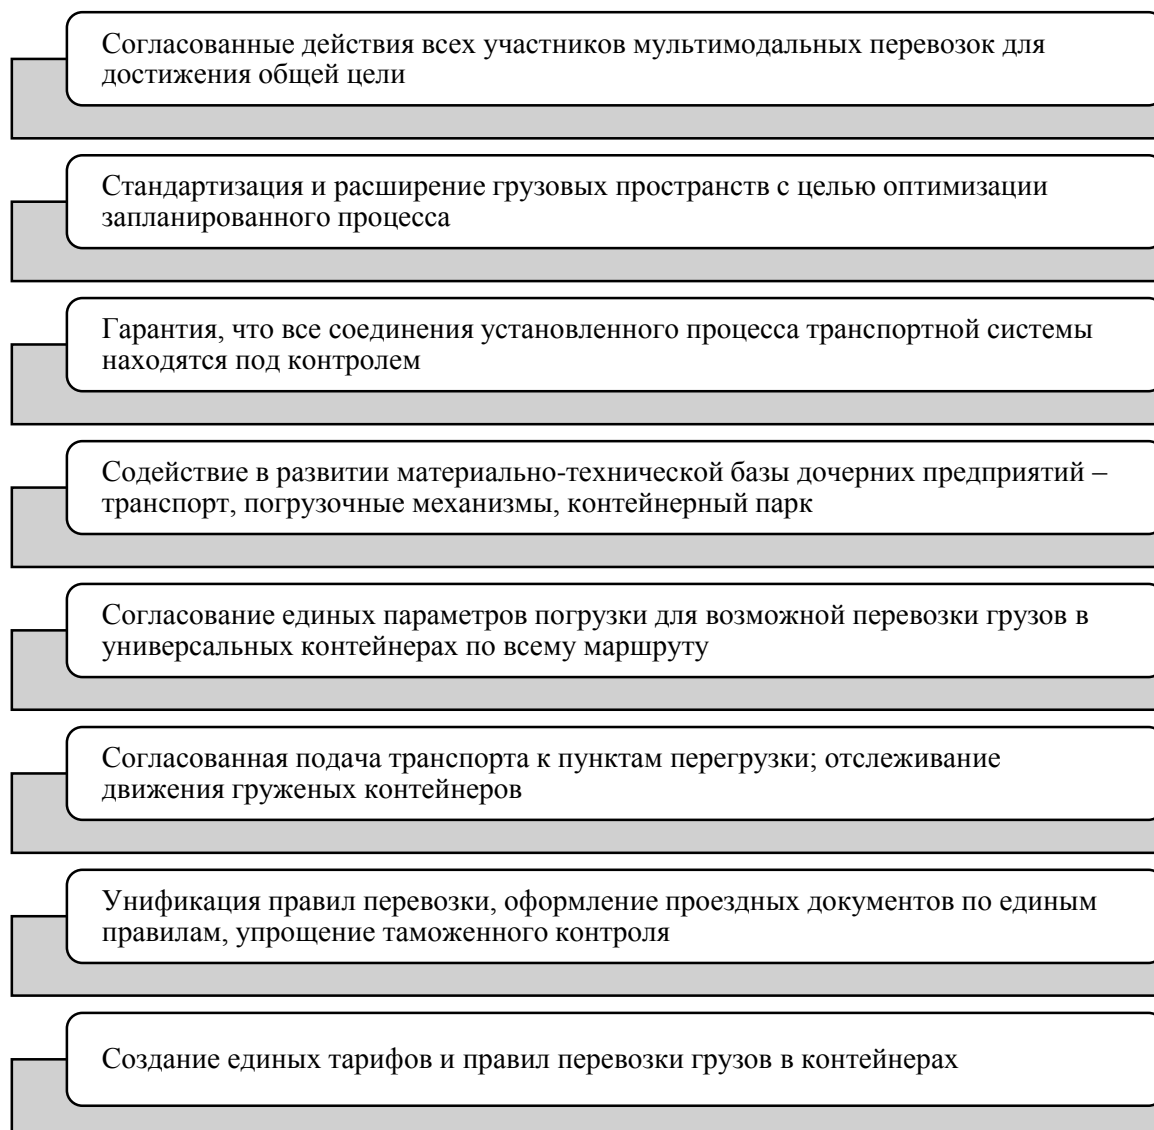 Согласованные действия всех участников мультимодальных перевозок для
достижения общей цели
Стандартизация и расширение грузовых пространств с целью оптимизации
запланированного процесса
Гарантия, что все соединения установленного процесса транспортной системы
находятся под контролем
Содействие в развитии материально-технической базы дочерних предприятий –
транспорт, погрузочные механизмы, контейнерный парк
Согласование единых параметров погрузки для возможной перевозки грузов в
универсальных контейнерах по всему маршруту
Согласованная подача транспорта к пунктам перегрузки; отслеживание
движения груженых контейнеров
Унификация правил перевозки, оформление проездных документов по единым
правилам, упрощение таможенного контроля
Создание единых тарифов и правил перевозки грузов в контейнерах